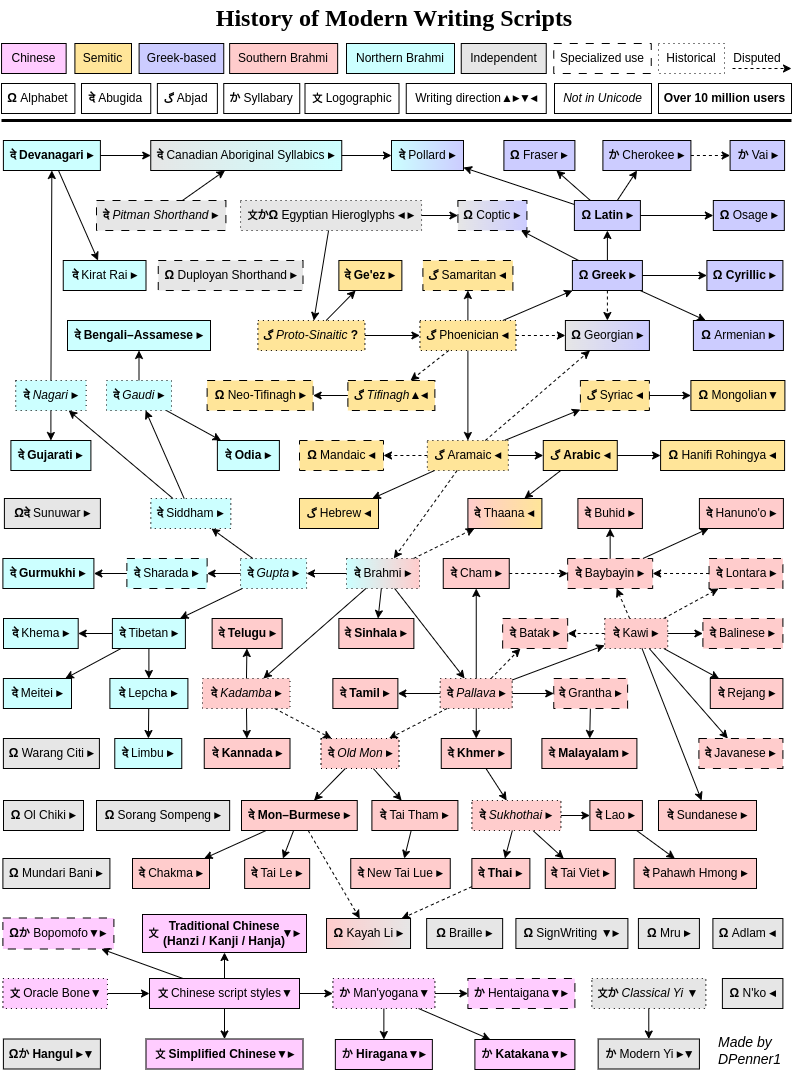 History of Modern Writing Scripts
Chinese Semitic Greek-based Southern Brahmi Northern Brahmi Independent Specialized use Historical Disputed
Ω Alphabet दे Abugida گ Abjad か Syllabary 文 Logographic Writing direction▲▶▼◀ Not in Unicode Over 10 million users
दे Devanagari ▶ दे Canadian Aboriginal Syllabics ▶ दे Pollard ▶ Ω Fraser ▶ か Cherokee ▶ か Vai ▶
दे Pitman Shorthand ▶ 文かΩ Egyptian Hieroglyphs ◀▶ Ω Coptic ▶ Ω Latin ▶ Ω Osage ▶
दे Kirat Rai ▶ Ω Duployan Shorthand ▶ दे Ge'ez ▶ گ Samaritan ◀ Ω Greek ▶ Ω Cyrillic ▶
दे Bengali–Assamese ▶ گ Proto-Sinaitic ? گ Phoenician ◀ Ω Georgian ▶ Ω Armenian ▶
दे Nagari ▶ दे Gaudi ▶ Ω Neo-Tifinagh ▶ گ Tifinagh▲◀ گ Syriac ◀ Ω Mongolian▼
दे Gujarati ▶ दे Odia ▶ Ω Mandaic ◀ گ Aramaic ◀ گ Arabic ◀ Ω Hanifi Rohingya ◀
Ωदे Sunuwar ▶ दे Siddham ▶ گ Hebrew ◀ दे Thaana ◀ दे Buhid ▶ दे Hanuno'o ▶
दे Gurmukhi ▶ दे Sharada ▶ दे Gupta ▶ दे Brahmi ▶ दे Cham ▶ दे Baybayin ▶ दे Lontara ▶
दे Khema ▶ दे Tibetan ▶ दे Telugu ▶ दे Sinhala ▶ दे Batak ▶ दे Kawi ▶ दे Balinese ▶
दे Meitei ▶ दे Lepcha ▶ दे Kadamba ▶ दे Tamil ▶ दे Pallava ▶ दे Grantha ▶ दे Rejang ▶
Ω Warang Citi ▶ दे Limbu ▶ दे Kannada ▶ दे Old Mon ▶ दे Khmer ▶ दे Malayalam ▶ दे Javanese ▶
Ω Ol Chiki ▶ Ω Sorang Sompeng ▶ दे Mon–Burmese ▶ दे Tai Tham ▶ दे Sukhothai ▶ दे Lao ▶ दे Sundanese ▶
Ω Mundari Bani ▶ दे Chakma ▶ दे Tai Le ▶ दे New Tai Lue ▶ दे Thai ▶ दे Tai Viet ▶ दे Pahawh Hmong ▶
Ωか Bopomofo▼▶ 文 Traditional Chinese ▼▶
(Hanzi / Kanji / Hanja) Ω Kayah Li ▶ Ω Braille ▶ Ω SignWriting ▼▶ Ω Mru ▶ Ω Adlam ◀
文 Oracle Bone▼ 文 Chinese script styles▼ か Man'yogana▼ か Hentaigana▼▶ 文か Classical Yi ▼ Ω N'ko ◀
Ωか Hangul ▶▼ 文 Simplified Chinese▼▶ か Hiragana▼▶ か Katakana▼▶ か Modern Yi ▶▼ Made by
DPenner1